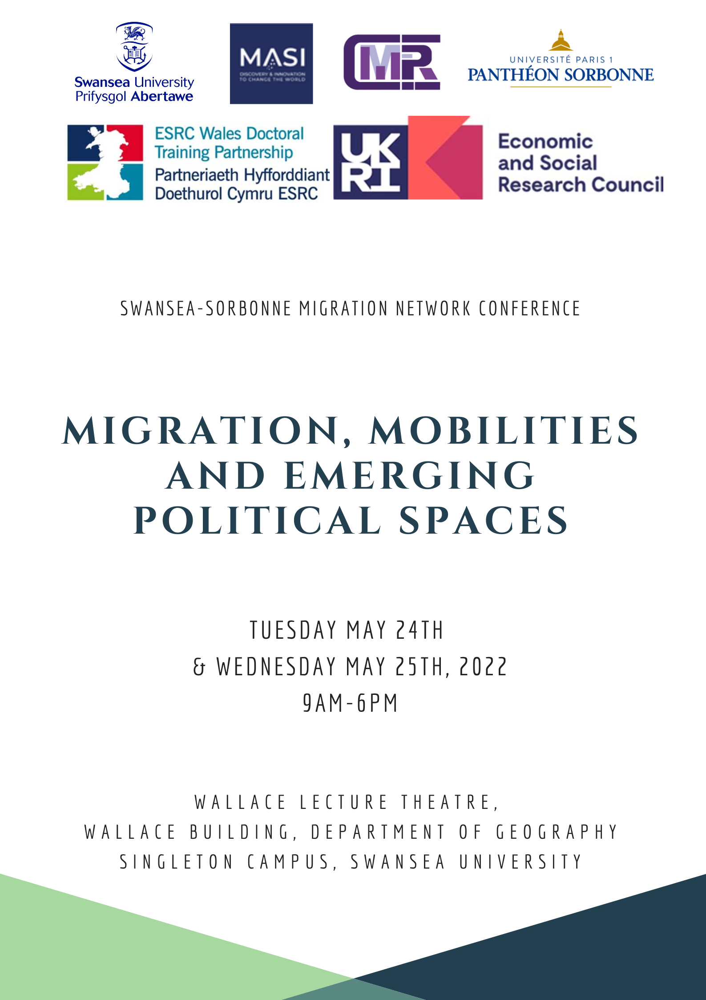 Swansea University
Prifysgol Abertawe
MASI
DISCOVERY & INNOVATION
TO CHANGE THE WORLD
CMR
UNIVERSITÉ PARIS 1
PANTHÉON SORBONNE
ESRC Wales Doctoral
Training Partnership
Partneriaeth Hyfforddiant
Doethurol Cymru ESRC
UK
RI
Economic
and Social
Research Council
SWANSEA-SORBONNE MIGRATION NETWORK CONFERENCE
MIGRATION, MOBILITIES
AND EMERGING
POLITICAL SPACES
TUESDAY MAY 24TH
& WEDNESDAY MAY 25TH, 2022
9AM-6PM
WALLACE LECTURE THEATRE,
WALLACE BUILDING, DEPARTMENT OF GEOGRAPHY
SINGLETON CAMPUS, SWANSEA UNIVERSITY